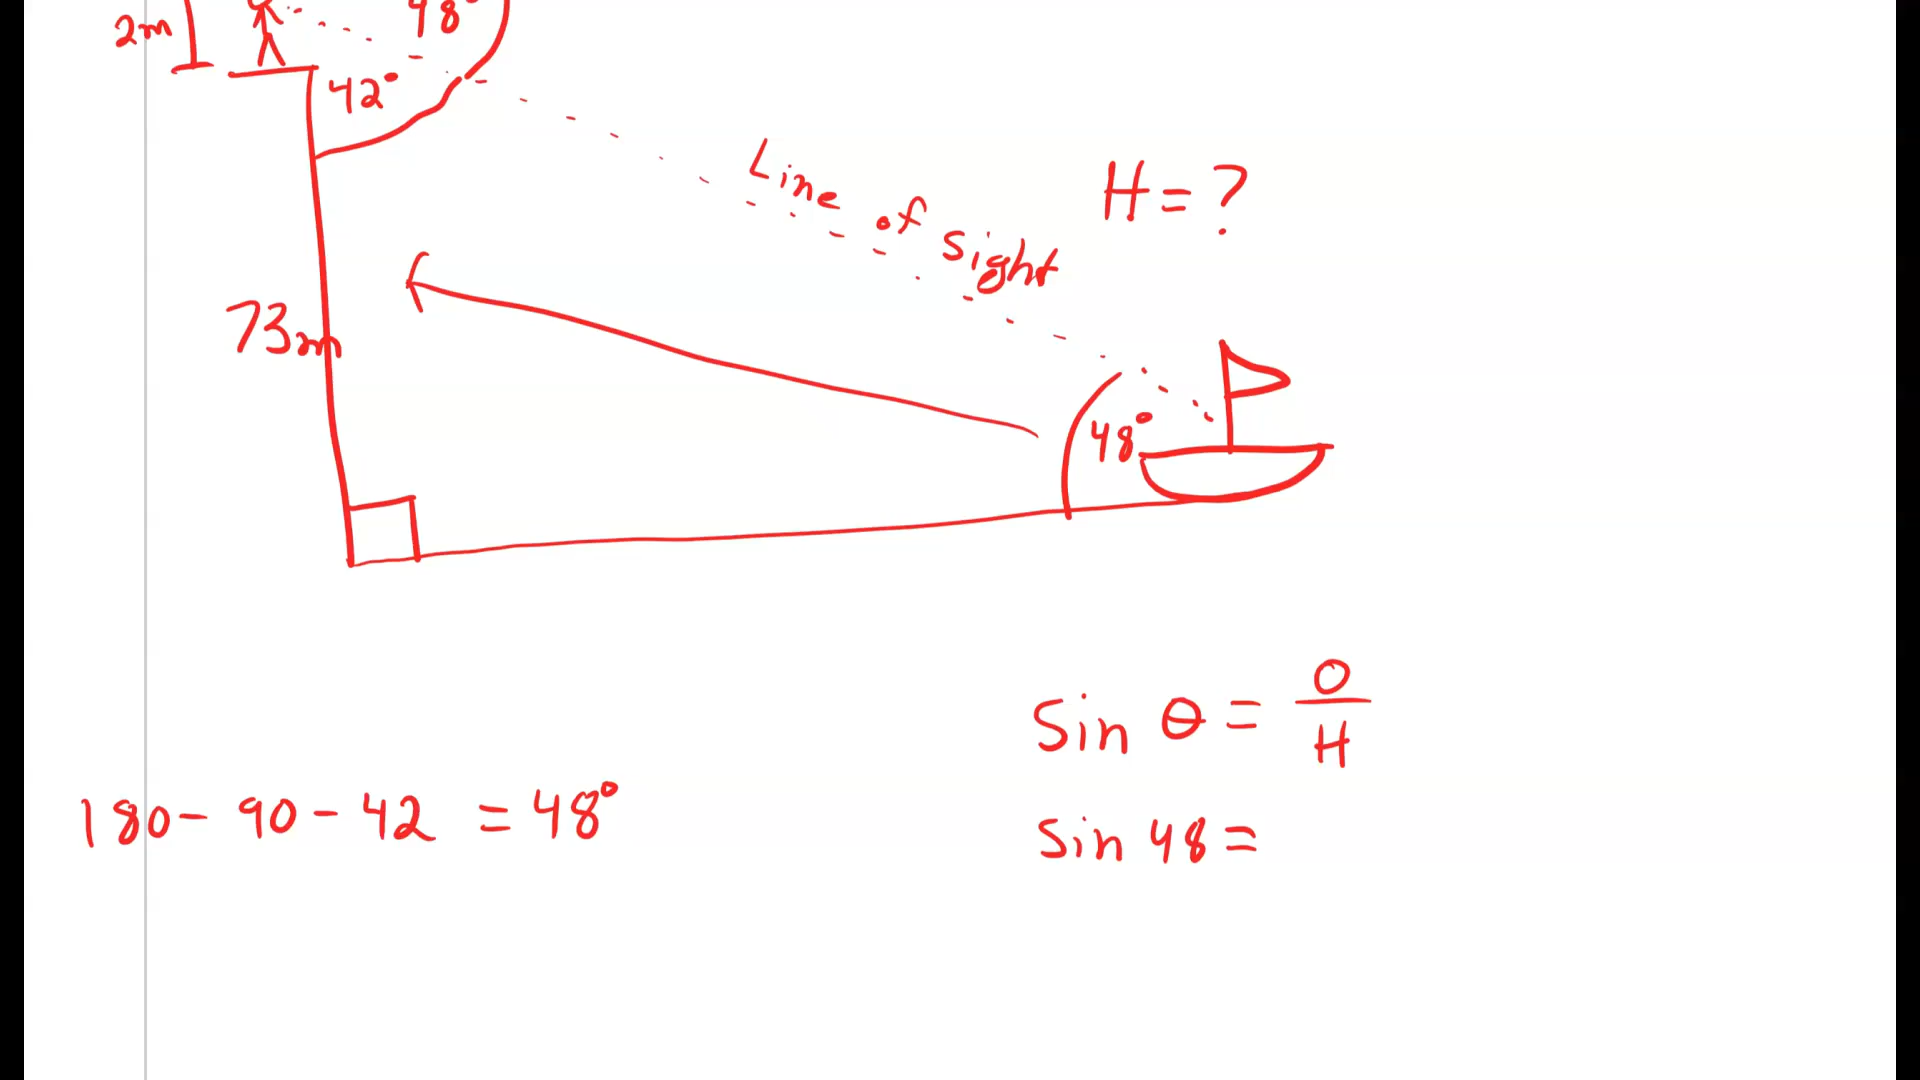 2m
48°
42°
Line of sight
H = ?
73m
48°
Sin θ = O/H
180 - 90 - 42 = 48°
Sin 48 =